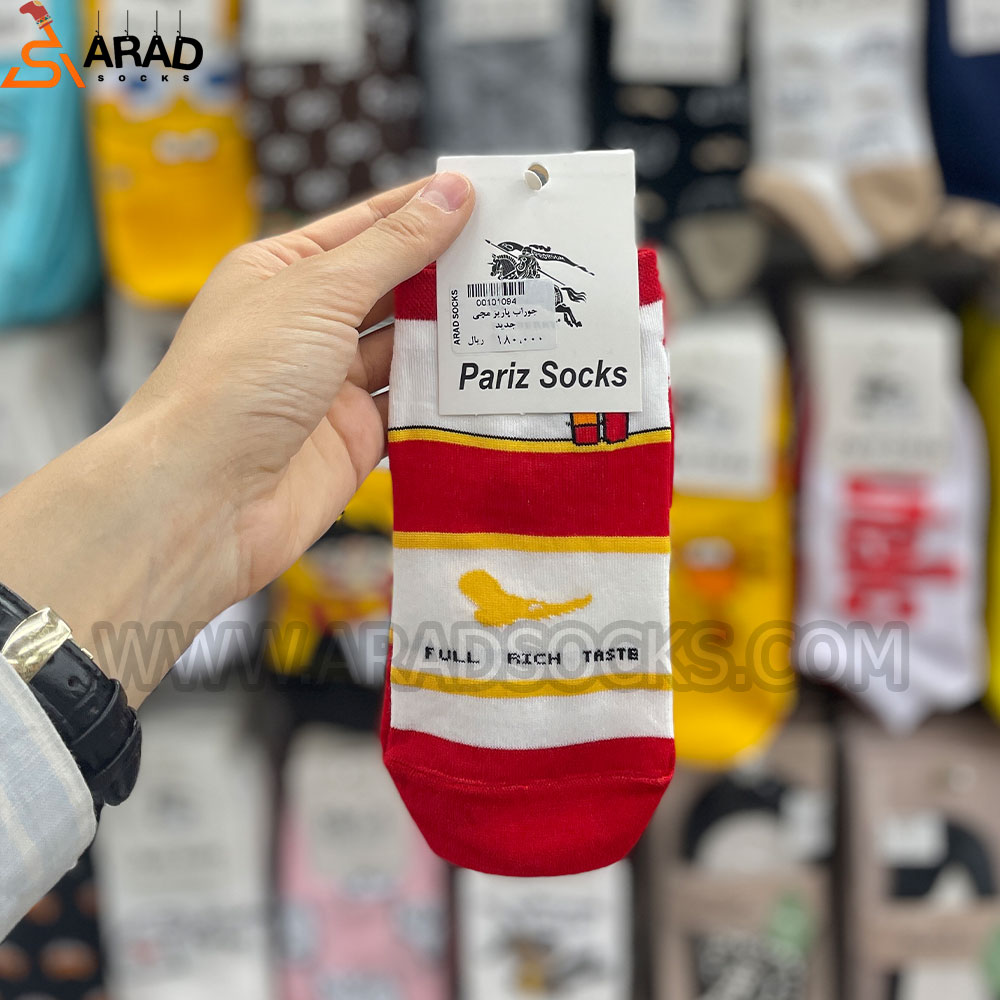 ARAD
SOCKS
ARAD SOCKS
00101094
جوراب پاریز مچی
جدید
۱۸۰،۰۰۰ ریال
Pariz Socks
FULL RICH TASTE
WWW.ARADSOCKS.COM